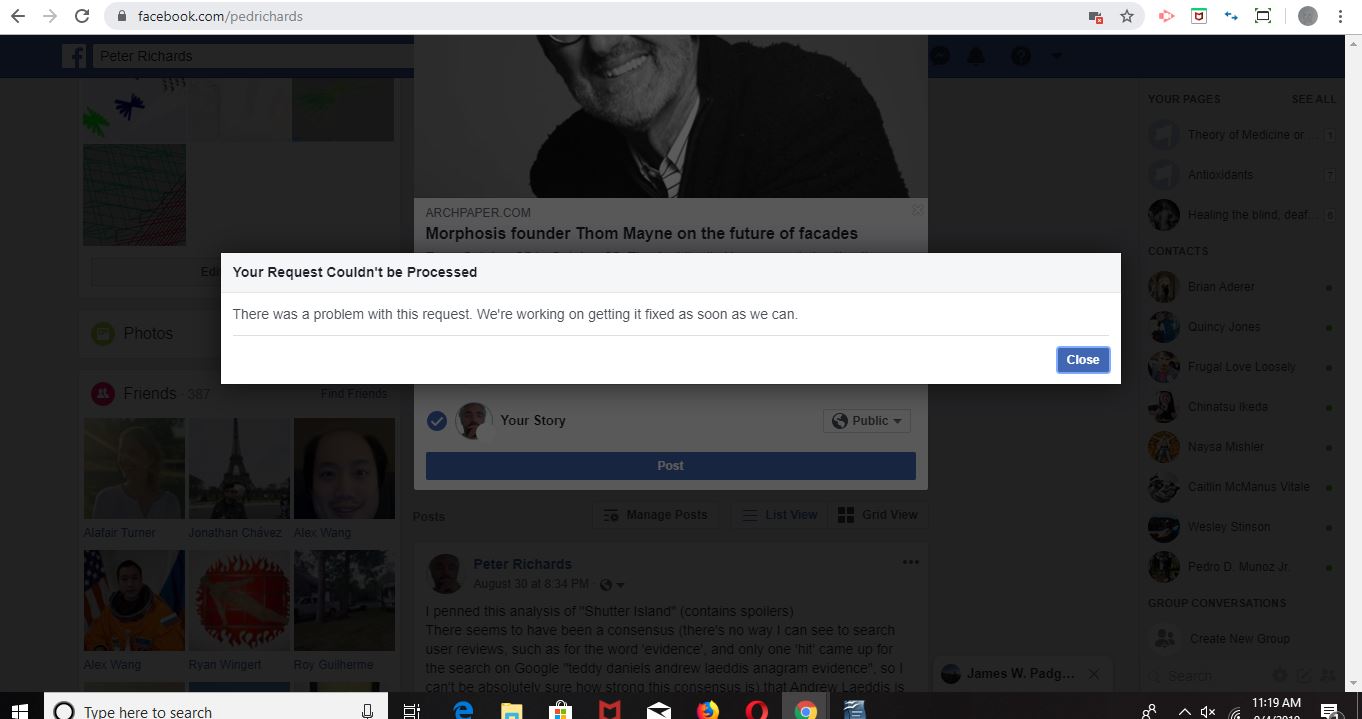 facebook.com/pedrichards
Peter Richards
YOUR PAGES
SEE ALL
Theory of Medicine or ... 1
Antioxidants 7
Healing the blind, deaf... 6
CONTACTS
Brian Aderer
Quincy Jones
Frugal Love Loosely
Chinatsu Ikeda
Naysa Mishler
Caitlin McManus Vitale
Wesley Stinson
Pedro D. Munoz Jr.
GROUP CONVERSATIONS
Create New Group
Search
ARCHPAPER.COM
Morphosis founder Thom Mayne on the future of facades
Your Request Couldn't be Processed
There was a problem with this request. We're working on getting it fixed as soon as we can.
Close
Photos
Friends · 387
Find Friends
Alafair Turner
Jonathan Chávez
Alex Wang
Alex Wang
Ryan Wingert
Roy Guilherme
Your Story
Public
Post
Posts
Manage Posts
List View
Grid View
Peter Richards
August 30 at 8:34 PM ·
I penned this analysis of "Shutter Island" (contains spoilers)
There seems to have been a consensus (there's no way I can see to search
user reviews, such as for the word 'evidence', and only one 'hit' came up for
the search on Google "teddy daniels andrew laeddis anagram evidence", so I
can't be absolutely sure how strong this consensus is) that Andrew Laeddis is
James W. Padg...
Type here to search
11:19 AM